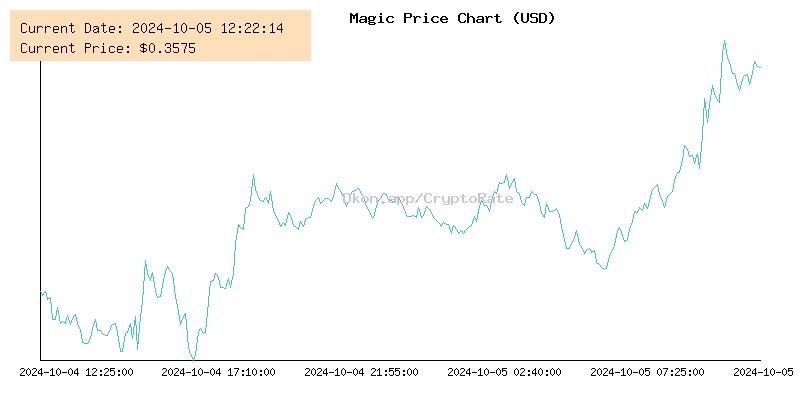 Magic Price Chart (USD)
Current Date: 2024-10-05 12:22:14
Current Price: $0.3575
Dkon.app/CryptoRate
2024-10-04 12:25:00 2024-10-04 17:10:00 2024-10-04 21:55:00 2024-10-05 02:40:00 2024-10-05 07:25:00 2024-10-05